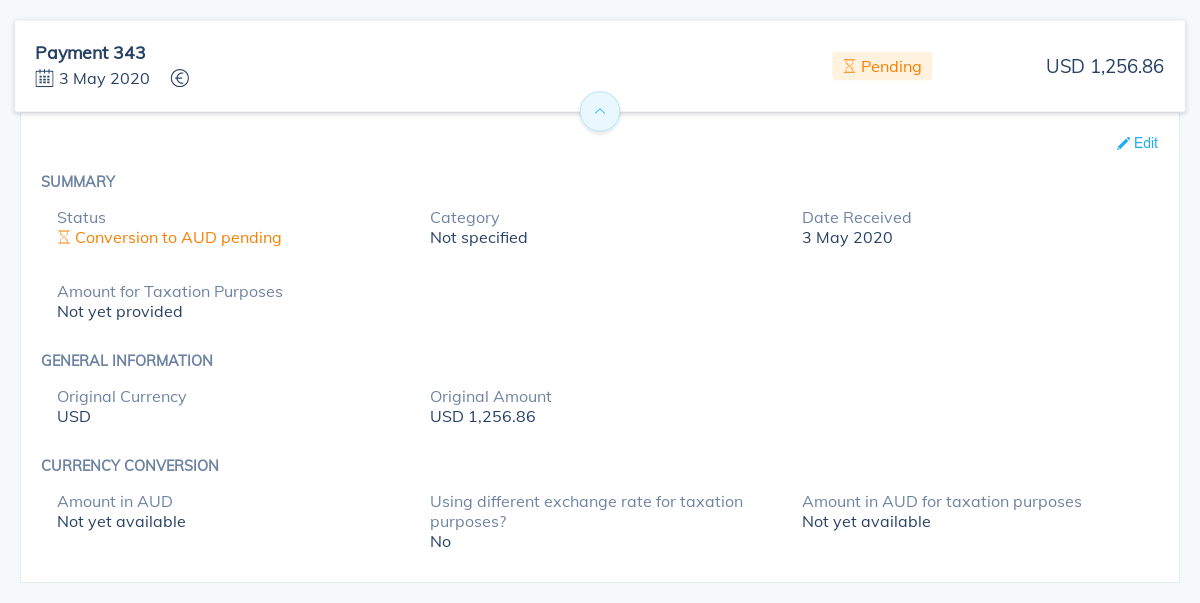 Payment 343
3 May 2020
Pending
USD 1,256.86
Edit
SUMMARY
Status
Conversion to AUD pending
Category
Not specified
Date Received
3 May 2020
Amount for Taxation Purposes
Not yet provided
GENERAL INFORMATION
Original Currency
USD
Original Amount
USD 1,256.86
CURRENCY CONVERSION
Amount in AUD
Not yet available
Using different exchange rate for taxation
purposes?
No
Amount in AUD for taxation purposes
Not yet available